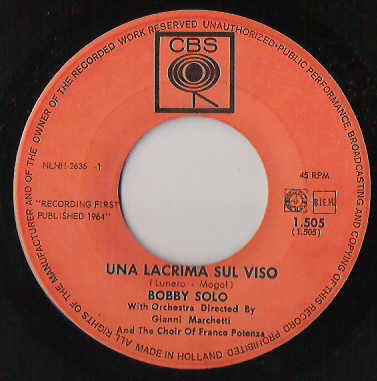 ALL RIGHTS OF THE MANUFACTURER AND OF THE OWNER OF THE RECORDED WORK RESERVED UNAUTHORIZED·PUBLIC PERFORMANCE, BROADCASTING AND COPYING OF THIS RECORD PROHIBITED
CBS
NLNH-2636 -1
45 RPM
"RECORDING FIRST
PUBLISHED 1964"
B.I.E.M.
1.505
(1.505)
UNA LACRIMA SUL VISO
(Lunero - Mogol)
BOBBY SOLO
With Orchestra Directed By
Gianni Marchetti
And The Choir Of Franco Potenza
MADE IN HOLLAND